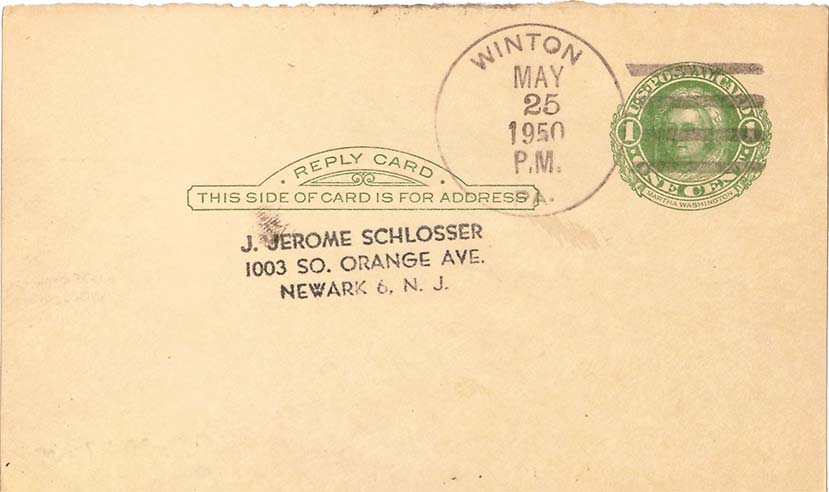 WINTON
MAY
25
1950
P.M.
PA.
U.S. POSTAL CARD
1 1
ONE CENT
MARTHA WASHINGTON
REPLY CARD
THIS SIDE OF CARD IS FOR ADDRESS
J. JEROME SCHLOSSER
1003 SO. ORANGE AVE.
NEWARK 6, N. J.